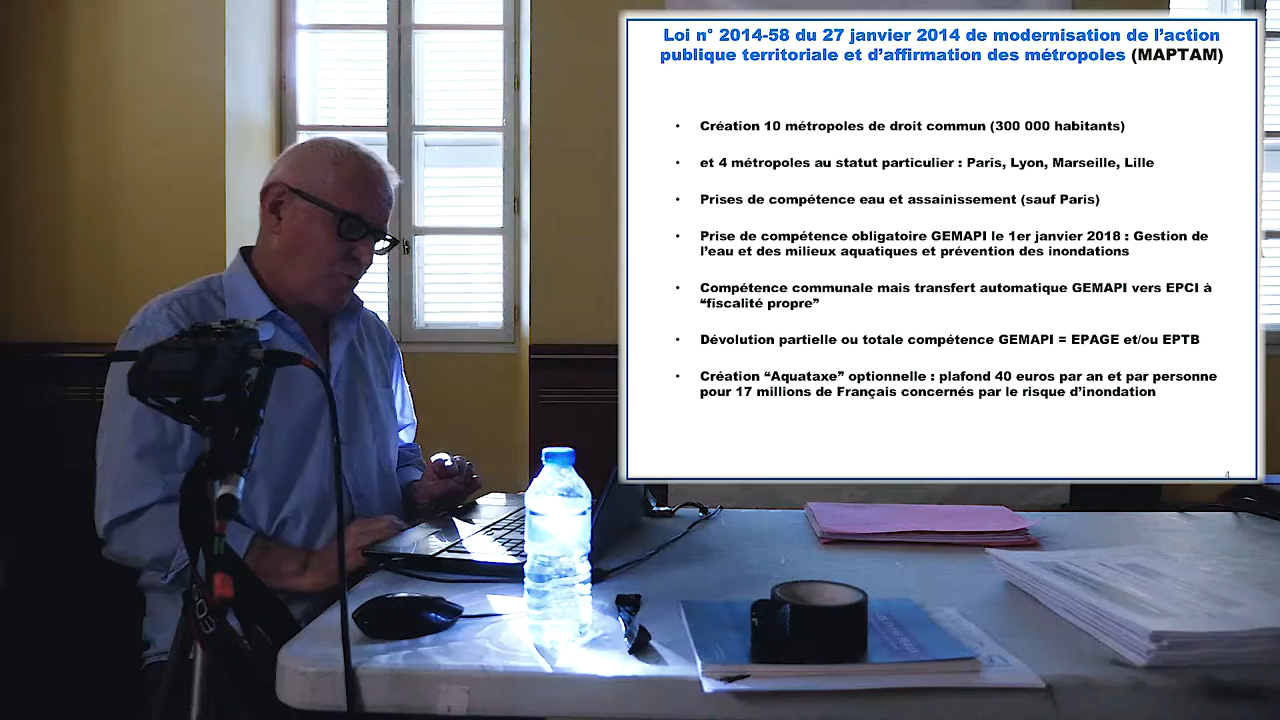 Loi n° 2014-58 du 27 janvier 2014 de modernisation de l’action
publique territoriale et d’affirmation des métropoles (MAPTAM)
• Création 10 métropoles de droit commun (300 000 habitants)
• et 4 métropoles au statut particulier : Paris, Lyon, Marseille, Lille
• Prises de compétence eau et assainissement (sauf Paris)
• Prise de compétence obligatoire GEMAPI le 1er janvier 2018 : Gestion de
l’eau et des milieux aquatiques et prévention des inondations
• Compétence communale mais transfert automatique GEMAPI vers EPCI à
“fiscalité propre”
• Dévolution partielle ou totale compétence GEMAPI = EPAGE et/ou EPTB
• Création “Aquataxe” optionnelle : plafond 40 euros par an et par personne
pour 17 millions de Français concernés par le risque d’inondation
4